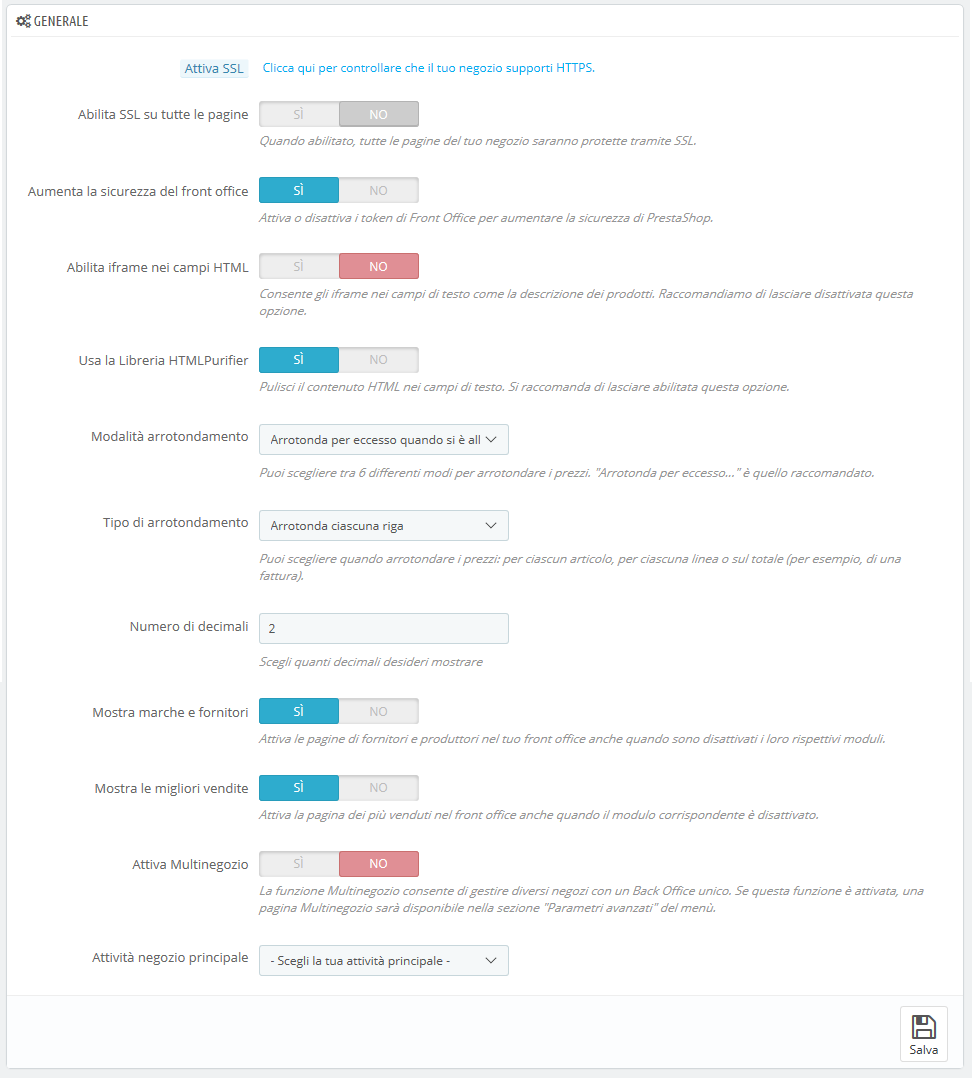 GENERALE
Attiva SSL Clicca qui per controllare che il tuo negozio supporti HTTPS.
Abilita SSL su tutte le pagine SÌ NO
Quando abilitato, tutte le pagine del tuo negozio saranno protette tramite SSL.
Aumenta la sicurezza del front office SÌ NO
Attiva o disattiva i token di Front Office per aumentare la sicurezza di PrestaShop.
Abilita iframe nei campi HTML SÌ NO
Consente gli iframe nei campi di testo come la descrizione dei prodotti. Raccomandiamo di lasciare disattivata questa
opzione.
Usa la Libreria HTMLPurifier SÌ NO
Pulisci il contenuto HTML nei campi di testo. Si raccomanda di lasciare abilitata questa opzione.
Modalità arrotondamento Arrotonda per eccesso quando si è all
Puoi scegliere tra 6 differenti modi per arrotondare i prezzi. "Arrotonda per eccesso..." è quello raccomandato.
Tipo di arrotondamento Arrotonda ciascuna riga
Puoi scegliere quando arrotondare i prezzi: per ciascun articolo, per ciascuna linea o sul totale (per esempio, di una
fattura).
Numero di decimali 2
Scegli quanti decimali desideri mostrare
Mostra marche e fornitori SÌ NO
Attiva le pagine di fornitori e produttori nel tuo front office anche quando sono disattivati i loro rispettivi moduli.
Mostra le migliori vendite SÌ NO
Attiva la pagina dei più venduti nel front office anche quando il modulo corrispondente è disattivato.
Attiva Multinegozio SÌ NO
La funzione Multinegozio consente di gestire diversi negozi con un Back Office unico. Se questa funzione è attivata, una
pagina Multinegozio sarà disponibile nella sezione "Parametri avanzati" del menù.
Attività negozio principale - Scegli la tua attività principale -
Salva